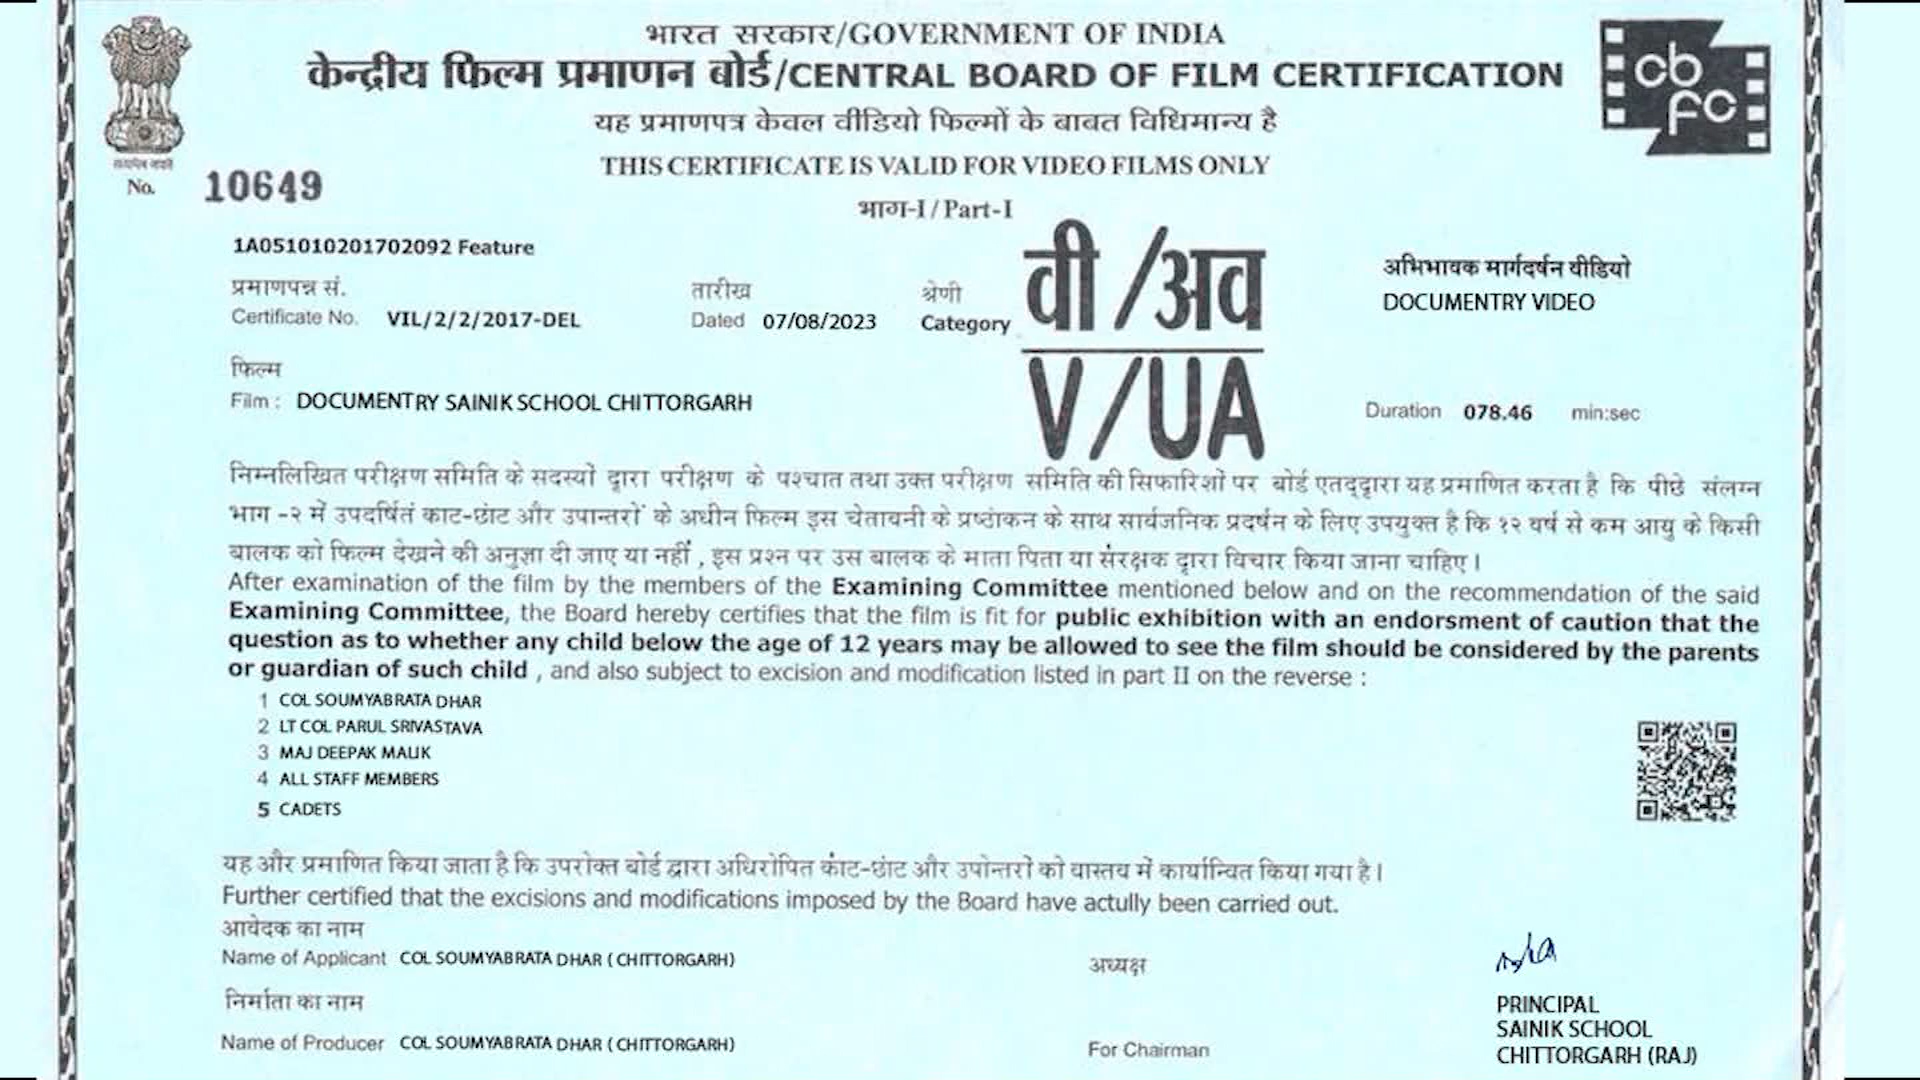 भारत सरकार/GOVERNMENT OF INDIA
केन्द्रीय फिल्म प्रमाणन बोर्ड/CENTRAL BOARD OF FILM CERTIFICATION
यह प्रमाणपत्र केवल वीडियो फिल्मों के बाबत विधिमान्य है
THIS CERTIFICATE IS VALID FOR VIDEO FILMS ONLY
cb
fc
सत्यमेव जयते
No. 10649
भाग-I / Part-I
1A051010201702092 Feature
वी/अव
V/UA
अभिभावक मार्गदर्षन वीडियो
DOCUMENTRY VIDEO
प्रमाणपन्न सं.
Certificate No. VIL/2/2/2017-DEL
तारीख
Dated 07/08/2023
श्रेणी
Category
फिल्म
Film : DOCUMENTRY SAINIK SCHOOL CHITTORGARH
Duration 078.46 min:sec
निम्नलिखित परीक्षण समिति के सदस्यों द्वारा परीक्षण के पश्चात तथा उक्त परीक्षण समिति की सिफारिशों पर बोर्ड एतद्द्वारा यह प्रमाणित करता है कि पीछे संलग्न
भाग -२ में उपदर्षित काट-छांट और उपान्तरों के अधीन फिल्म इस चेतावनी के प्रष्ठांकन के साथ सार्वजनिक प्रदर्षन के लिए उपयुक्त है कि १२ वर्ष से कम आयु के किसी
बालक को फिल्म देखने की अनुज्ञा दी जाए या नहीं , इस प्रश्न पर उस बालक के माता पिता या संरक्षक द्वारा विचार किया जाना चाहिए ।
After examination of the film by the members of the Examining Committee mentioned below and on the recommendation of the said
Examining Committee, the Board hereby certifies that the film is fit for public exhibition with an endorsment of caution that the
question as to whether any child below the age of 12 years may be allowed to see the film should be considered by the parents
or guardian of such child , and also subject to excision and modification listed in part II on the reverse :
1 COL SOUMYABRATA DHAR
2 LT COL PARUL SRIVASTAVA
3 MAJ DEEPAK MALIK
4 ALL STAFF MEMBERS
5 CADETS
यह और प्रमाणित किया जाता है कि उपरोक्त बोर्ड द्वारा अधिरोपित कांट-छांट और उपोन्तरों को वास्तव में कार्यान्वित किया गया है ।
Further certified that the excisions and modifications imposed by the Board have actully been carried out.
आवेदक का नाम
Name of Applicant COL SOUMYABRATA DHAR ( CHITTORGARH)
अध्यक्ष
निर्माता का नाम
Name of Producer COL SOUMYABRATA DHAR ( CHITTORGARH)
For Chairman
PRINCIPAL
SAINIK SCHOOL
CHITTORGARH (RAJ)